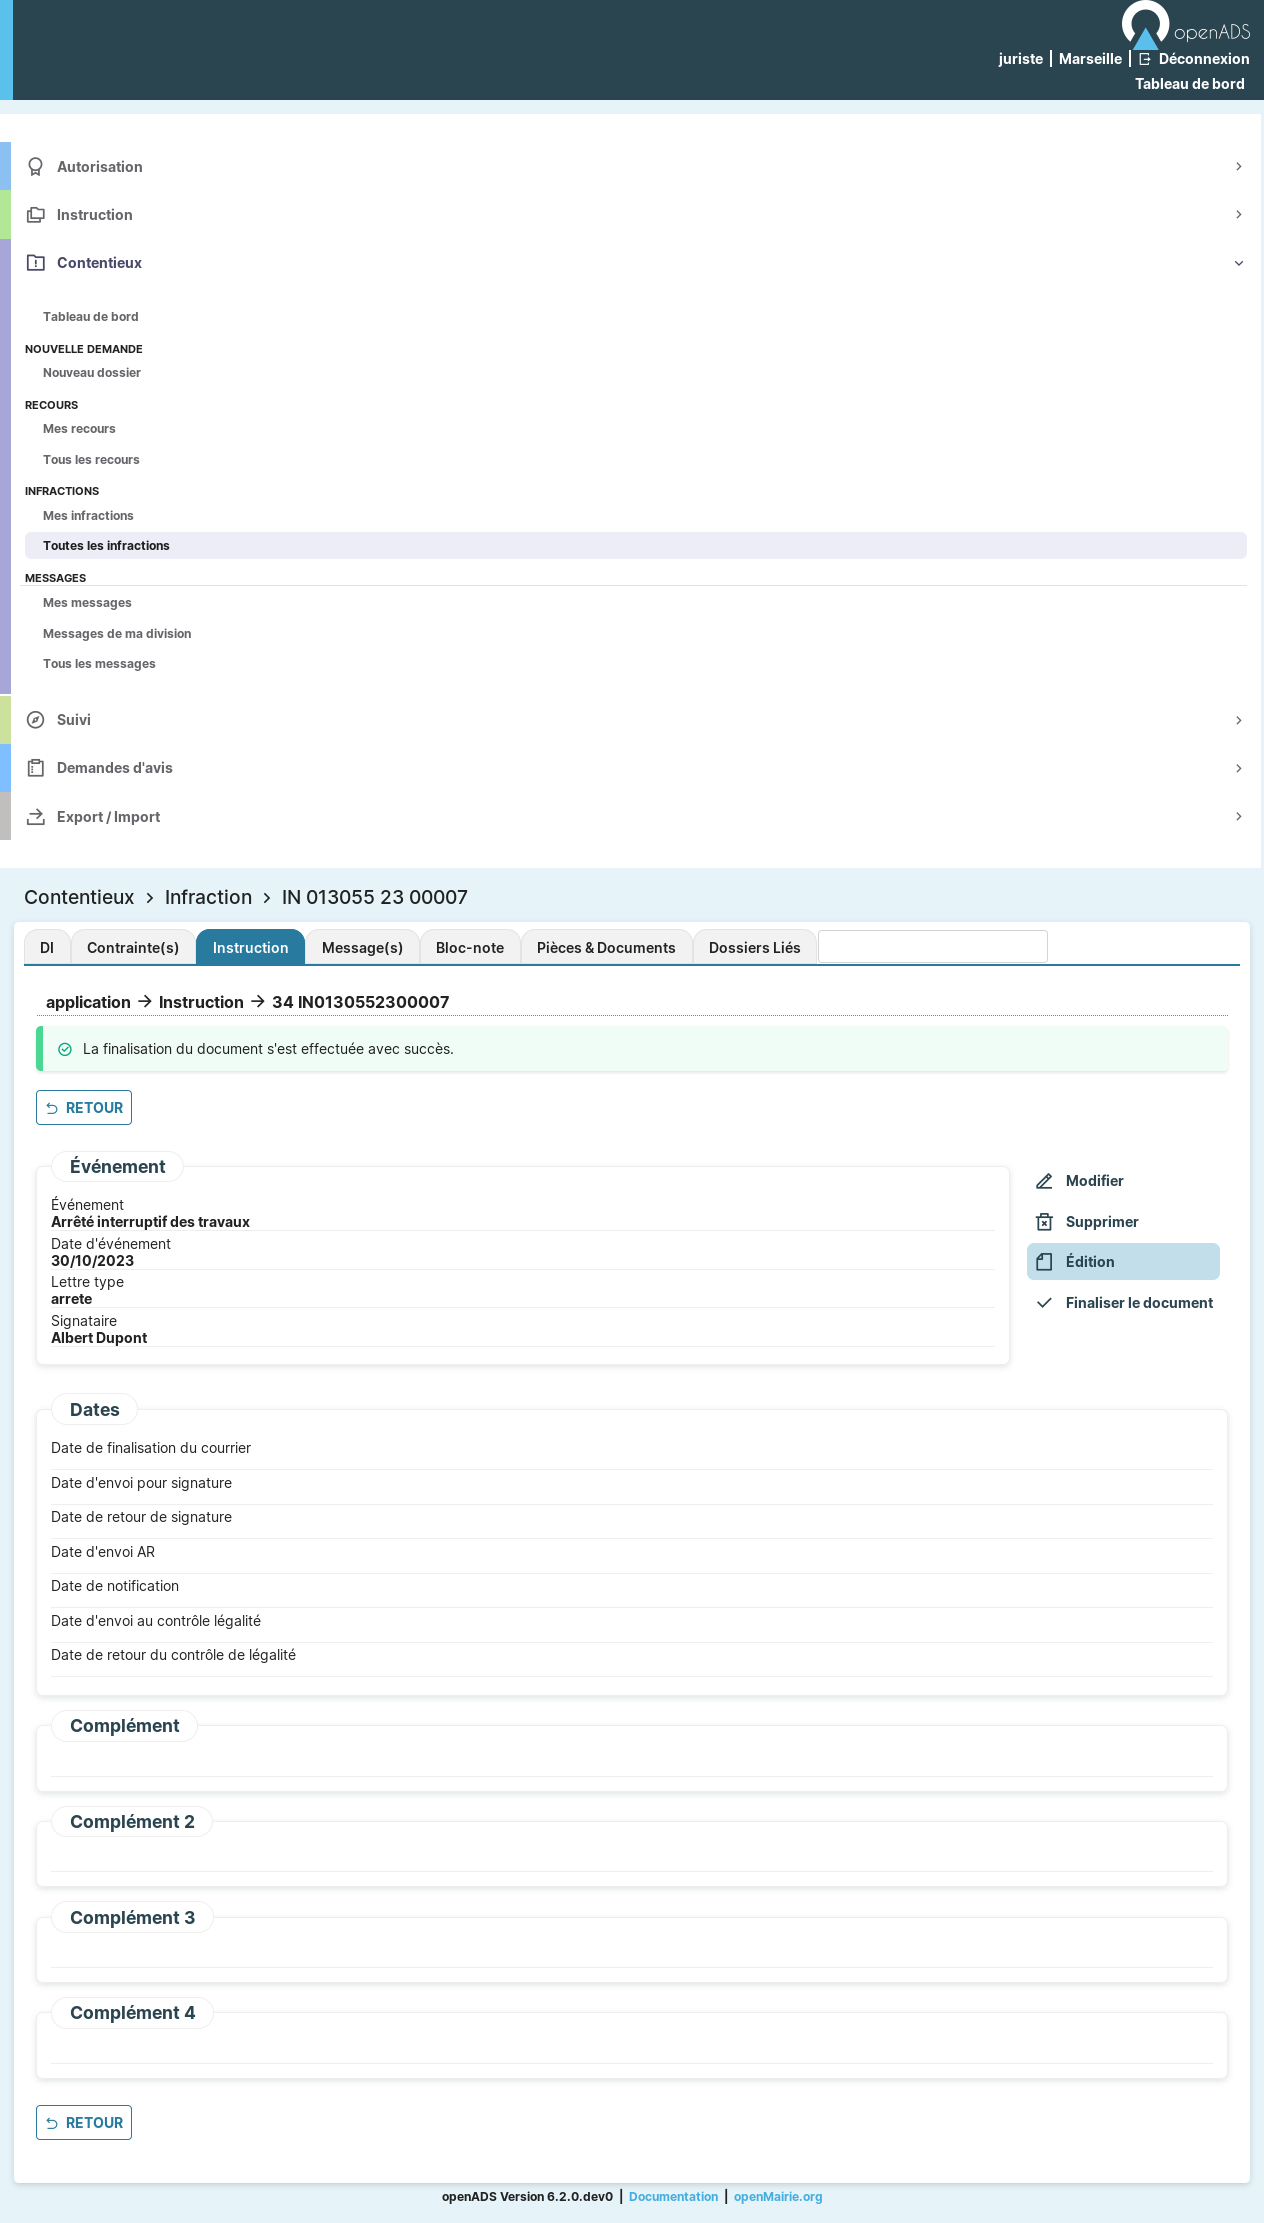 openADS
juriste | Marseille | Déconnexion
Tableau de bord
Autorisation
Instruction
Contentieux
Tableau de bord
NOUVELLE DEMANDE
Nouveau dossier
RECOURS
Mes recours
Tous les recours
INFRACTIONS
Mes infractions
Toutes les infractions
MESSAGES
Mes messages
Messages de ma division
Tous les messages
Suivi
Demandes d'avis
Export / Import
Contentieux > Infraction > IN 013055 23 00007
DI Contrainte(s) Instruction Message(s) Bloc-note Pièces & Documents Dossiers Liés
application → Instruction → 34 IN0130552300007
La finalisation du document s'est effectuée avec succès.
RETOUR
Événement
Événement
Arrêté interruptif des travaux
Date d'événement
30/10/2023
Lettre type
arrete
Signataire
Albert Dupont
Modifier
Supprimer
Édition
Finaliser le document
Dates
Date de finalisation du courrier
Date d'envoi pour signature
Date de retour de signature
Date d'envoi AR
Date de notification
Date d'envoi au contrôle légalité
Date de retour du contrôle de légalité
Complément
Complément 2
Complément 3
Complément 4
RETOUR
openADS Version 6.2.0.dev0 | Documentation | openMairie.org